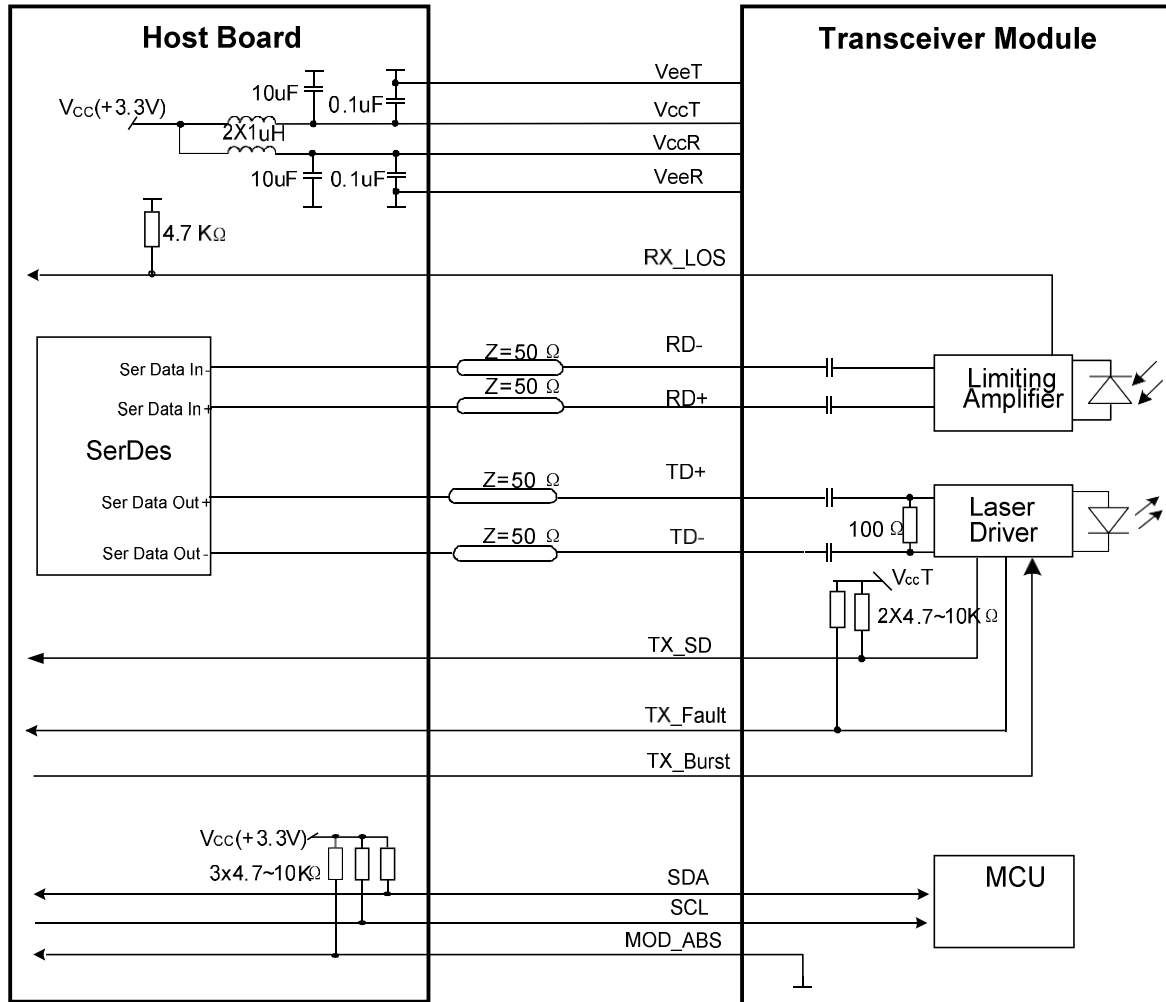 Host Board
Transceiver Module
VeeT
10uF
0.1uF
Vcc(+3.3V)
VccT
2X1uH
VccR
10uF
0.1uF
VeeR
4.7 KΩ
RX_LOS
Z=50 Ω
RD-
Ser Data In-
Limiting
Amplifier
Z=50 Ω
RD+
Ser Data In+
SerDes
Z=50 Ω
TD+
Ser Data Out+
Laser
Driver
100 Ω
Z=50 Ω
TD-
Ser Data Out-
VccT
2X4.7~10KΩ
TX_SD
TX_Fault
TX_Burst
Vcc(+3.3V)
3x4.7~10KΩ
SDA
MCU
SCL
MOD_ABS